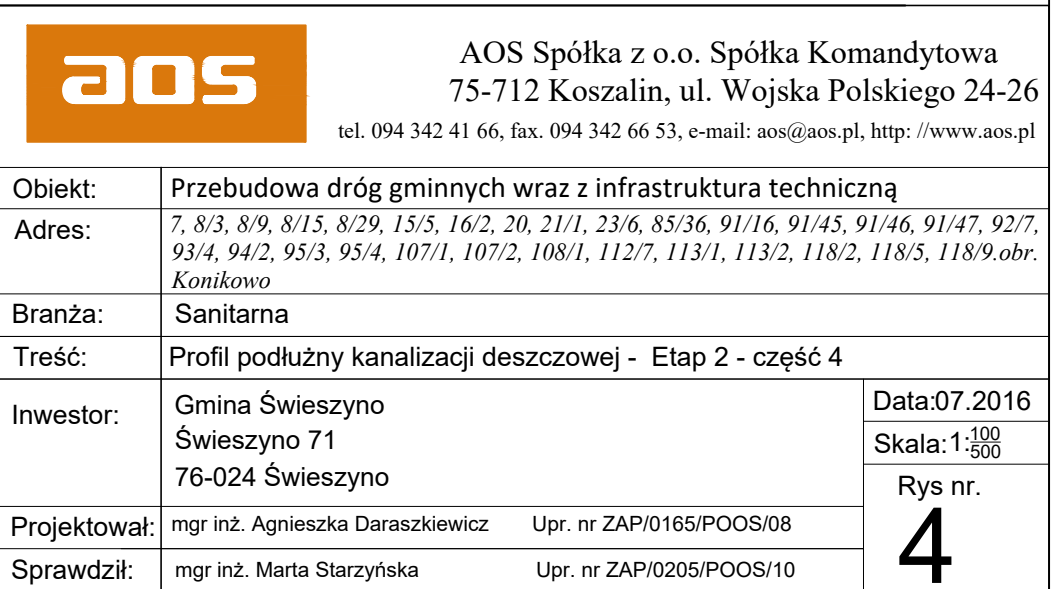 aos
AOS Spółka z o.o. Spółka Komandytowa
75-712 Koszalin, ul. Wojska Polskiego 24-26
tel. 094 342 41 66, fax. 094 342 66 53, e-mail: aos@aos.pl, http: //www.aos.pl
Obiekt: Przebudowa dróg gminnych wraz z infrastruktura techniczną
Adres: 7, 8/3, 8/9, 8/15, 8/29, 15/5, 16/2, 20, 21/1, 23/6, 85/36, 91/16, 91/45, 91/46, 91/47, 92/7,
93/4, 94/2, 95/3, 95/4, 107/1, 107/2, 108/1, 112/7, 113/1, 113/2, 118/2, 118/5, 118/9.obr.
Konikowo
Branża: Sanitarna
Treść: Profil podłużny kanalizacji deszczowej - Etap 2 - część 4
Inwestor: Gmina Świeszyno
Świeszyno 71
76-024 Świeszyno
Data:07.2016
Skala:1:100/500
Rys nr.
4
Projektował: mgr inż. Agnieszka Daraszkiewicz Upr. nr ZAP/0165/POOS/08
Sprawdził: mgr inż. Marta Starzyńska Upr. nr ZAP/0205/POOS/10